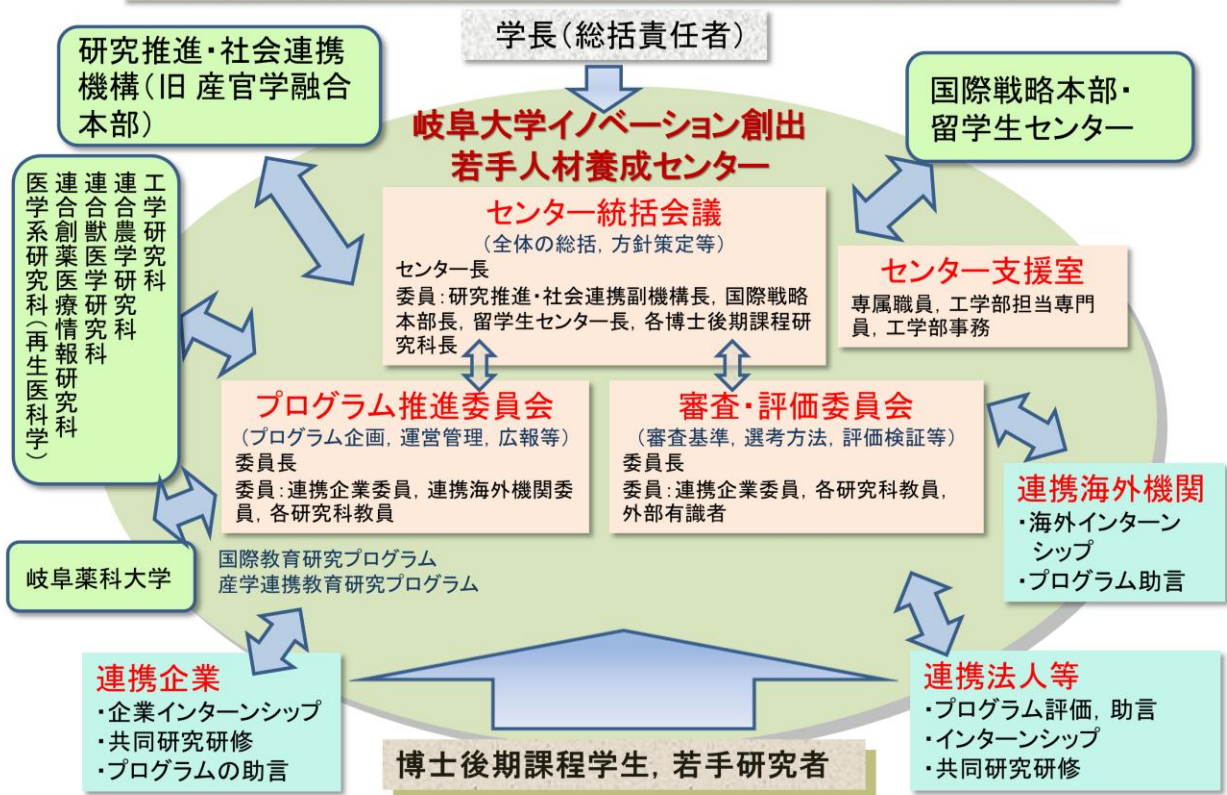 学長(総括責任者)
研究推進・社会連携
機構(旧 産官学融合
本部)
国際戦略本部・
留学生センター
岐阜大学イノベーション創出
若手人材養成センター
工学研究科
連合農学研究科
連合獣医学研究科
連合創薬医療情報研究科
医学系研究科(再生医科学)
センター統括会議
(全体の総括, 方針策定等)
センター長
委員:研究推進・社会連携副機構長, 国際戦略
本部長, 留学生センター長, 各博士後期課程研
究科長
センター支援室
専属職員, 工学部担当専門
員, 工学部事務
プログラム推進委員会
(プログラム企画, 運営管理, 広報等)
委員長
委員:連携企業委員, 連携海外機関委
員, 各研究科教員
審査・評価委員会
(審査基準, 選考方法, 評価検証等)
委員長
委員:連携企業委員, 各研究科教員,
外部有識者
連携海外機関
・海外インターン
シップ
・プログラム助言
岐阜薬科大学
国際教育研究プログラム
産学連携教育研究プログラム
連携企業
・企業インターンシップ
・共同研究研修
・プログラムの助言
連携法人等
・プログラム評価, 助言
・インターンシップ
・共同研究研修
博士後期課程学生, 若手研究者